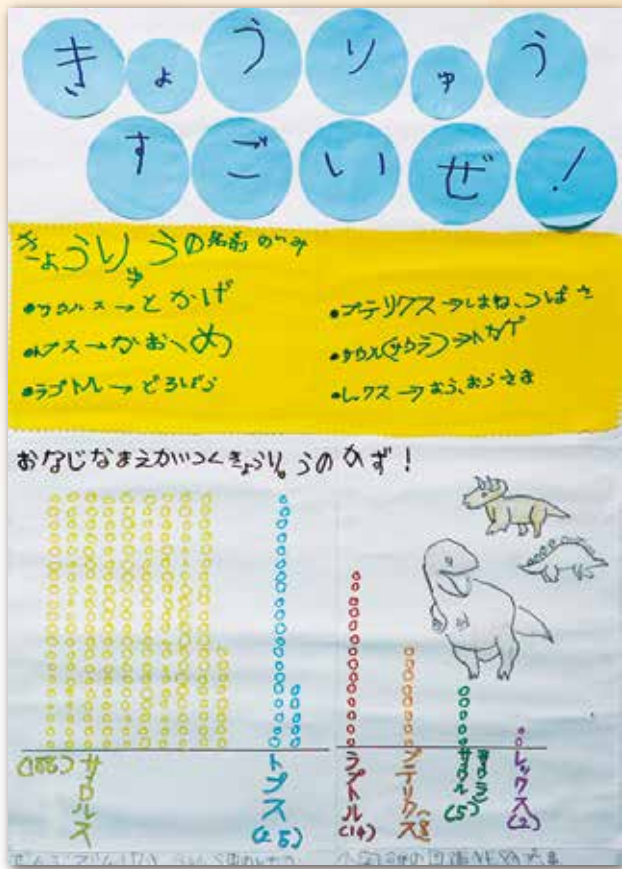 きょうりゅう
すごいぜ!
きょうりゅうの名前のいみ
•サウルス→とかげ
•トプス→かお、め
•ラプトル→どろぼう
•プテリクス→はね、つばさ
•サウル(サウラ)→トカゲ
•レックス→おう、おうさま
おなじなまえがつくきょうりゅうのかず!
サウルス
トプス
(25)
ラプトル
(14)
プテリクス(8)
サウル(サウラ)
(5)
レックス(2)